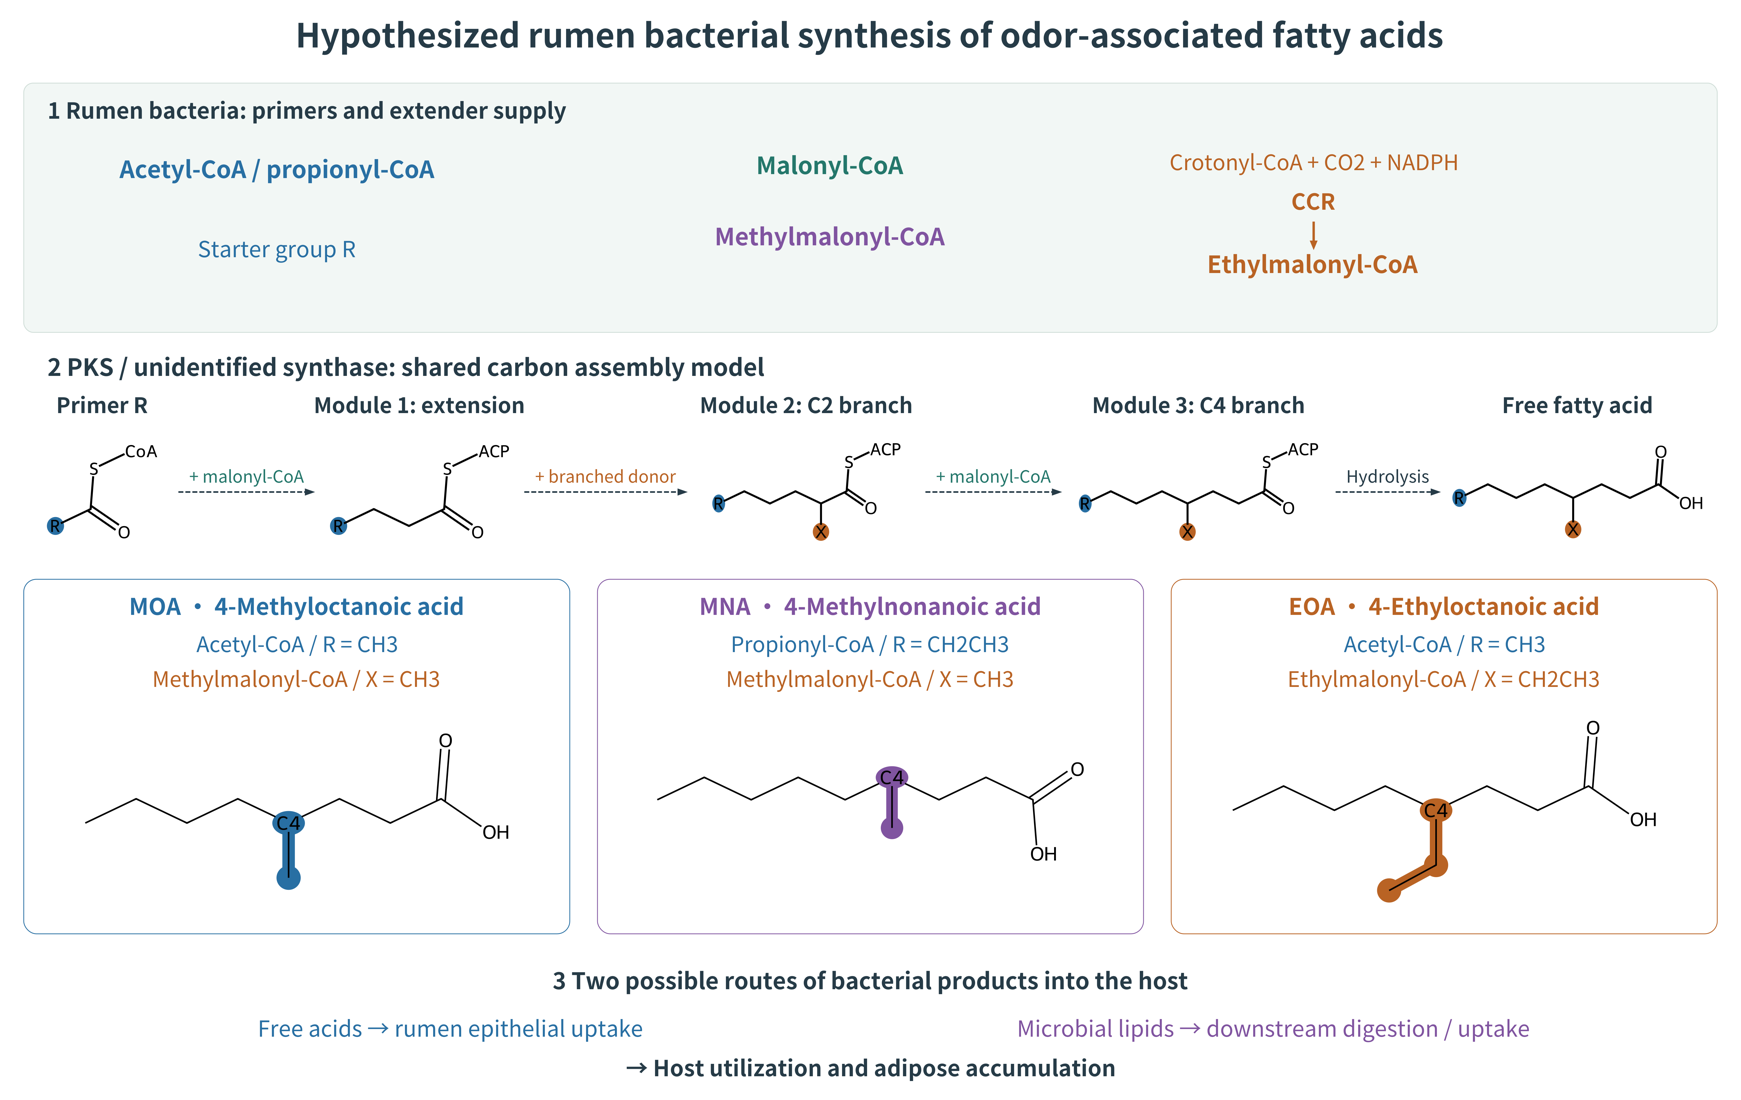 Hypothesized rumen bacterial synthesis of odor-associated fatty acids
1 Rumen bacteria: primers and extender supply
Acetyl-CoA / propionyl-CoA
Starter group R
Malonyl-CoA
Methylmalonyl-CoA
Crotonyl-CoA + CO2 + NADPH
CCR
↓
Ethylmalonyl-CoA
2 PKS / unidentified synthase: shared carbon assembly model
Primer R
Module 1: extension
Module 2: C2 branch
Module 3: C4 branch
Free fatty acid
CoA
S
R
O
+ malonyl-CoA
ACP
S
R
O
+ branched donor
ACP
S
R
O
X
+ malonyl-CoA
ACP
S
R
O
X
Hydrolysis
O
R
OH
X
MOA • 4-Methyloctanoic acid
Acetyl-CoA / R = CH3
Methylmalonyl-CoA / X = CH3
O
C4
OH
MNA • 4-Methylnonanoic acid
Propionyl-CoA / R = CH2CH3
Methylmalonyl-CoA / X = CH3
O
C4
OH
EOA • 4-Ethyloctanoic acid
Acetyl-CoA / R = CH3
Ethylmalonyl-CoA / X = CH2CH3
O
C4
OH
3 Two possible routes of bacterial products into the host
Free acids → rumen epithelial uptake
Microbial lipids → downstream digestion / uptake
→ Host utilization and adipose accumulation